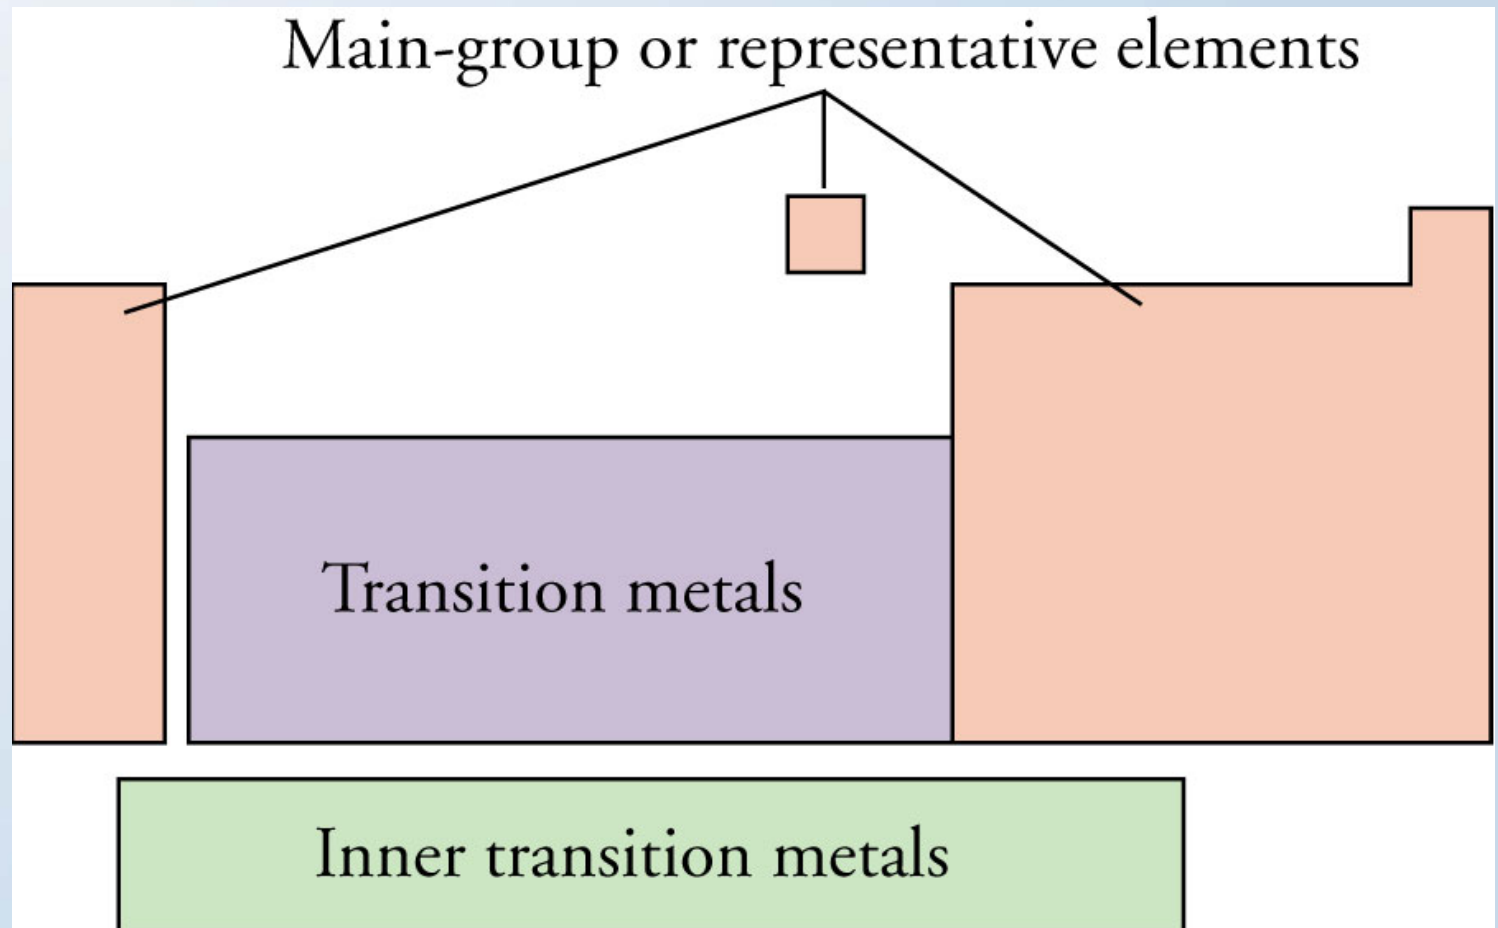 Main-group or representative elements
Transition metals
Inner transition metals